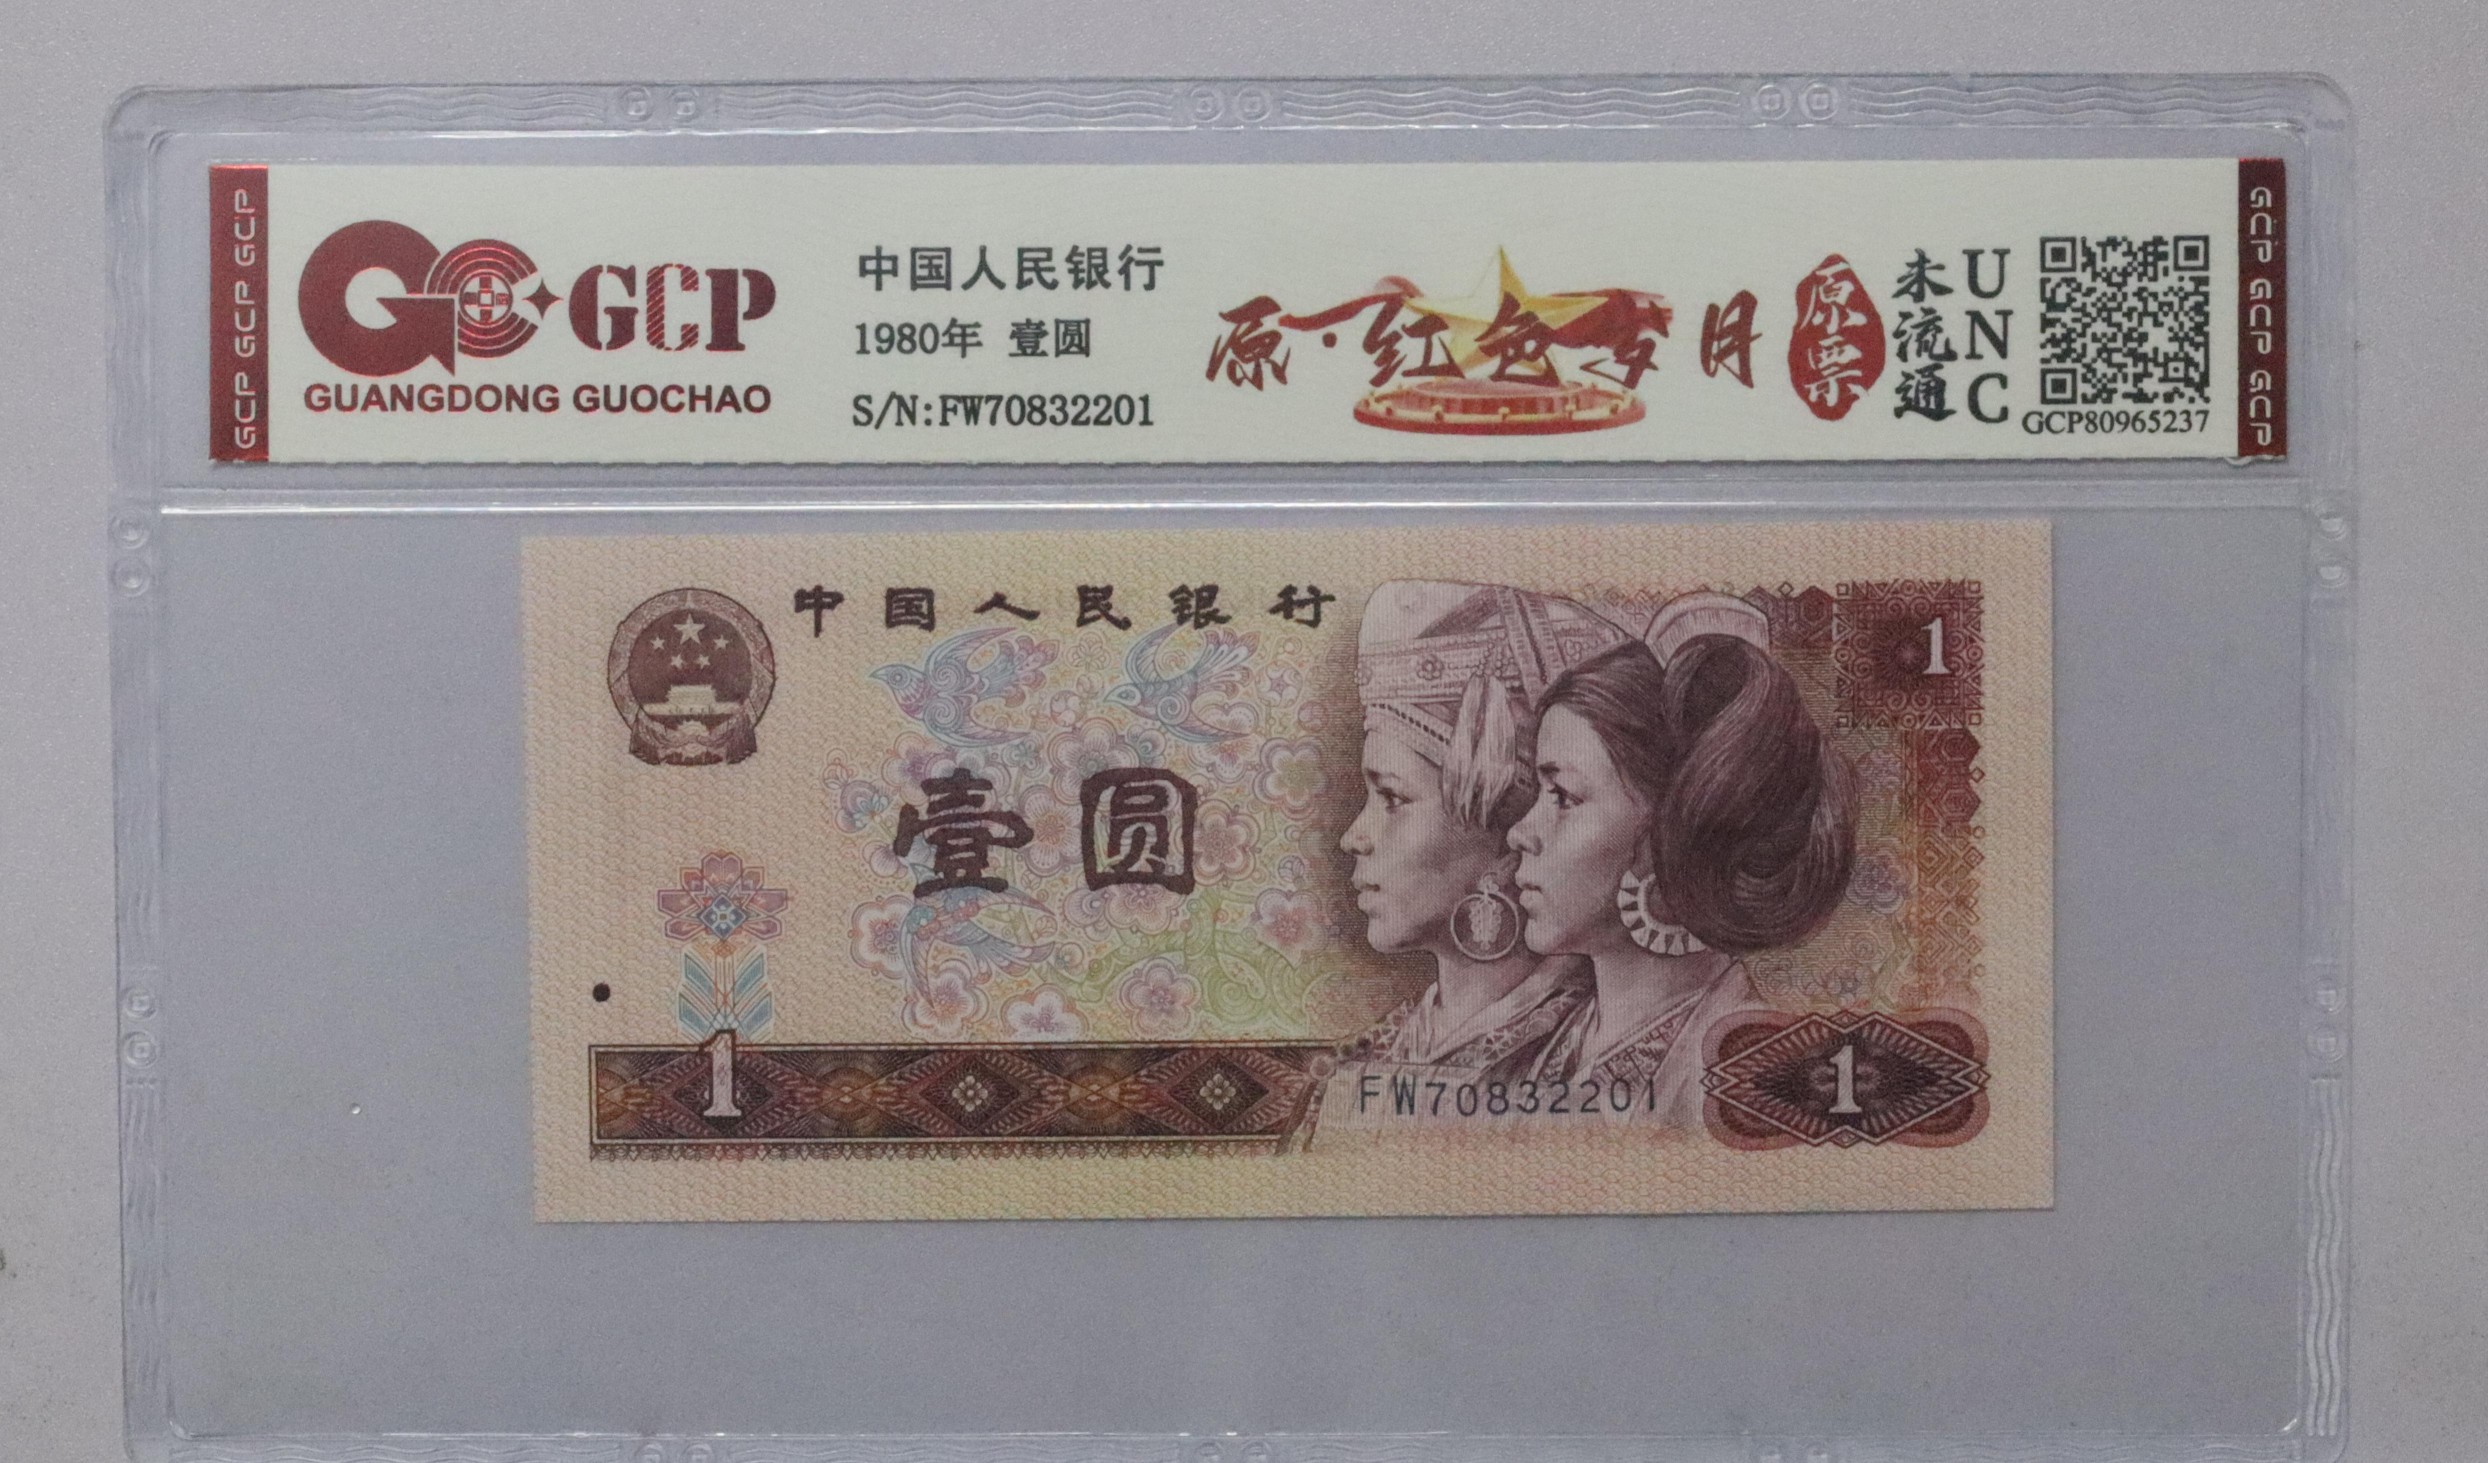 GCP GCP GCP
GCP
GUANGDONG GUOCHAO
中国人民银行
1980年 壹圆
S/N:FW70832201
原·红色岁月
原票
未流通
UNC
GCP80965237
GCP GCP GCP
中国人民银行
1
壹圆
1
FW70832201
1